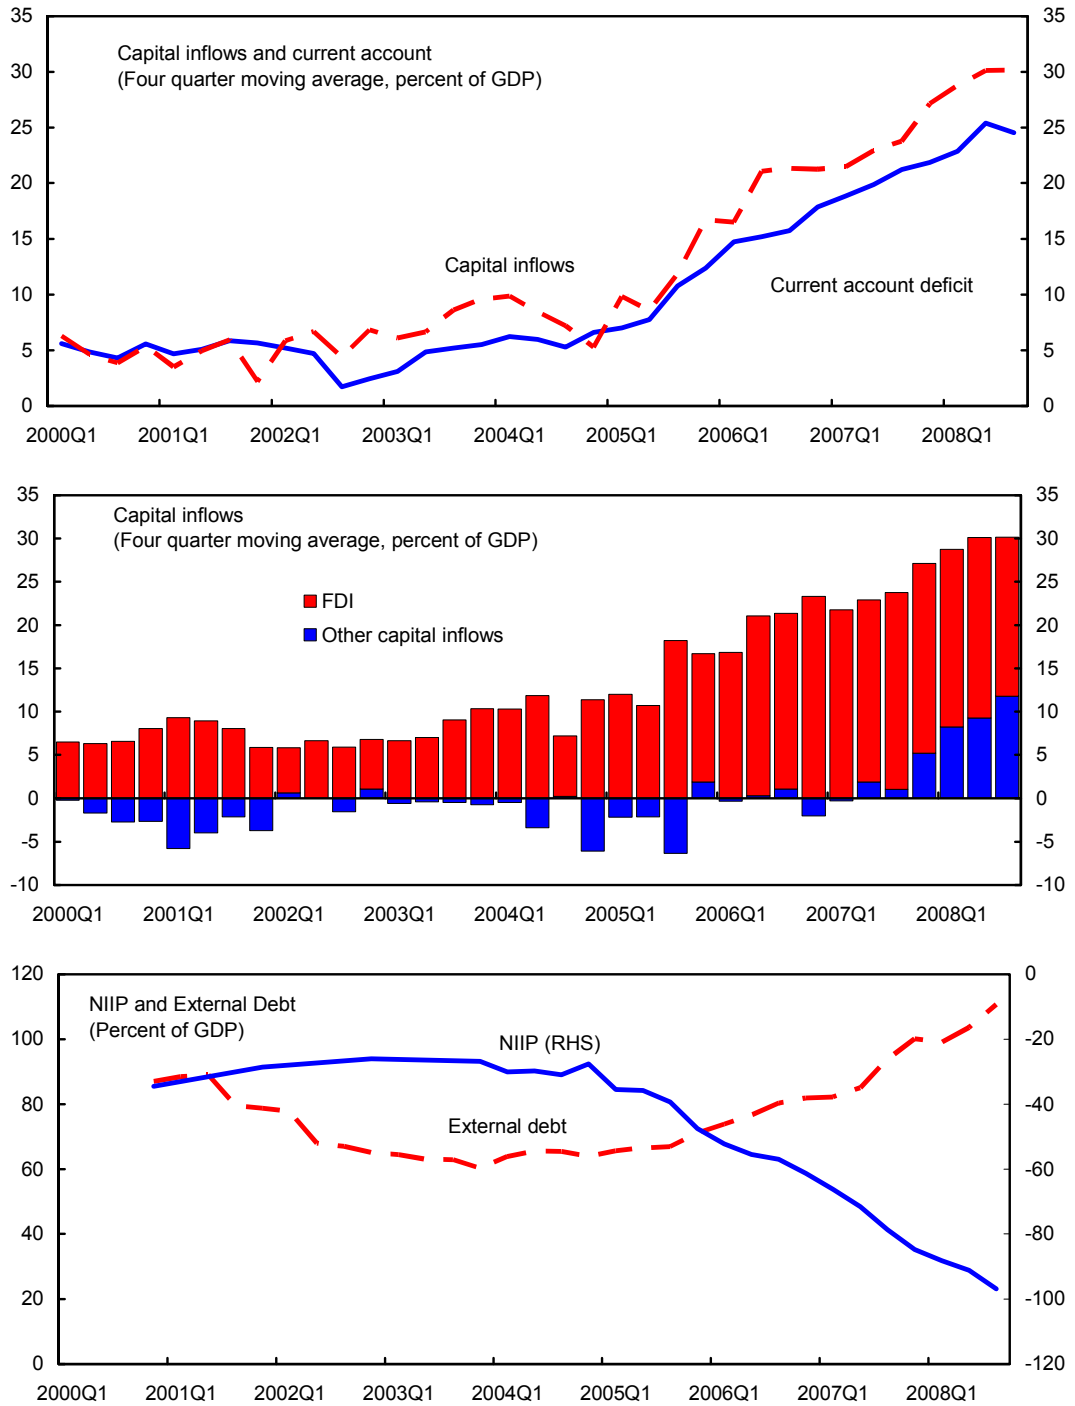 35 35
Capital inflows and current account
(Four quarter moving average, percent of GDP)
30 30
25 25
20 20
15 15
Capital inflows
Current account deficit
10 10
5 5
0 0
2000Q1 2001Q1 2002Q1 2003Q1 2004Q1 2005Q1 2006Q1 2007Q1 2008Q1
35 35
Capital inflows
(Four quarter moving average, percent of GDP)
30 30
25 25
FDI
20 20
Other capital inflows
15 15
10 10
5 5
0 0
-5 -5
-10 -10
2000Q1 2001Q1 2002Q1 2003Q1 2004Q1 2005Q1 2006Q1 2007Q1 2008Q1
120 0
NIIP and External Debt
(Percent of GDP)
100 -20
NIIP (RHS)
80 -40
External debt
60 -60
40 -80
20 -100
0 -120
2000Q1 2001Q1 2002Q1 2003Q1 2004Q1 2005Q1 2006Q1 2007Q1 2008Q1